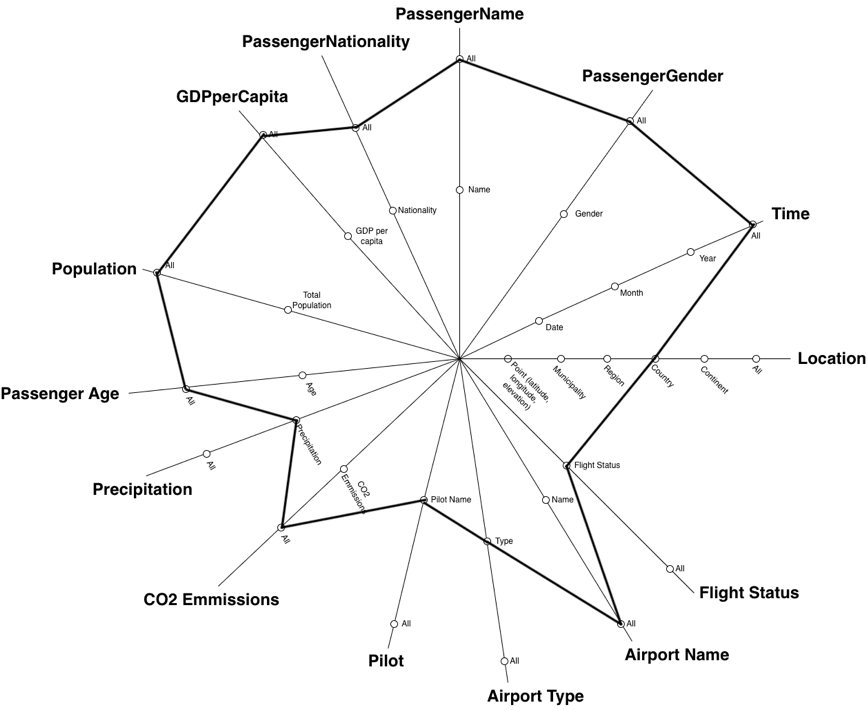 PassengerName
PassengerNationality
All
PassengerGender
GDPperCapita
All
All
All
Name
Nationality
Gender
Time
GDP per
capita
All
Year
Population
All
Month
Total
Population
Date
Location
Point (latitude,
longitude,
elevation)
Municipality
Region
Country
Continent
All
Passenger Age
Age
All
Precipitation
All
Precipitation
Flight Status
CO2
Emmissions
Pilot Name
Name
All
Type
All
Flight Status
CO2 Emmissions
All
All
Airport Name
Pilot
All
Airport Type